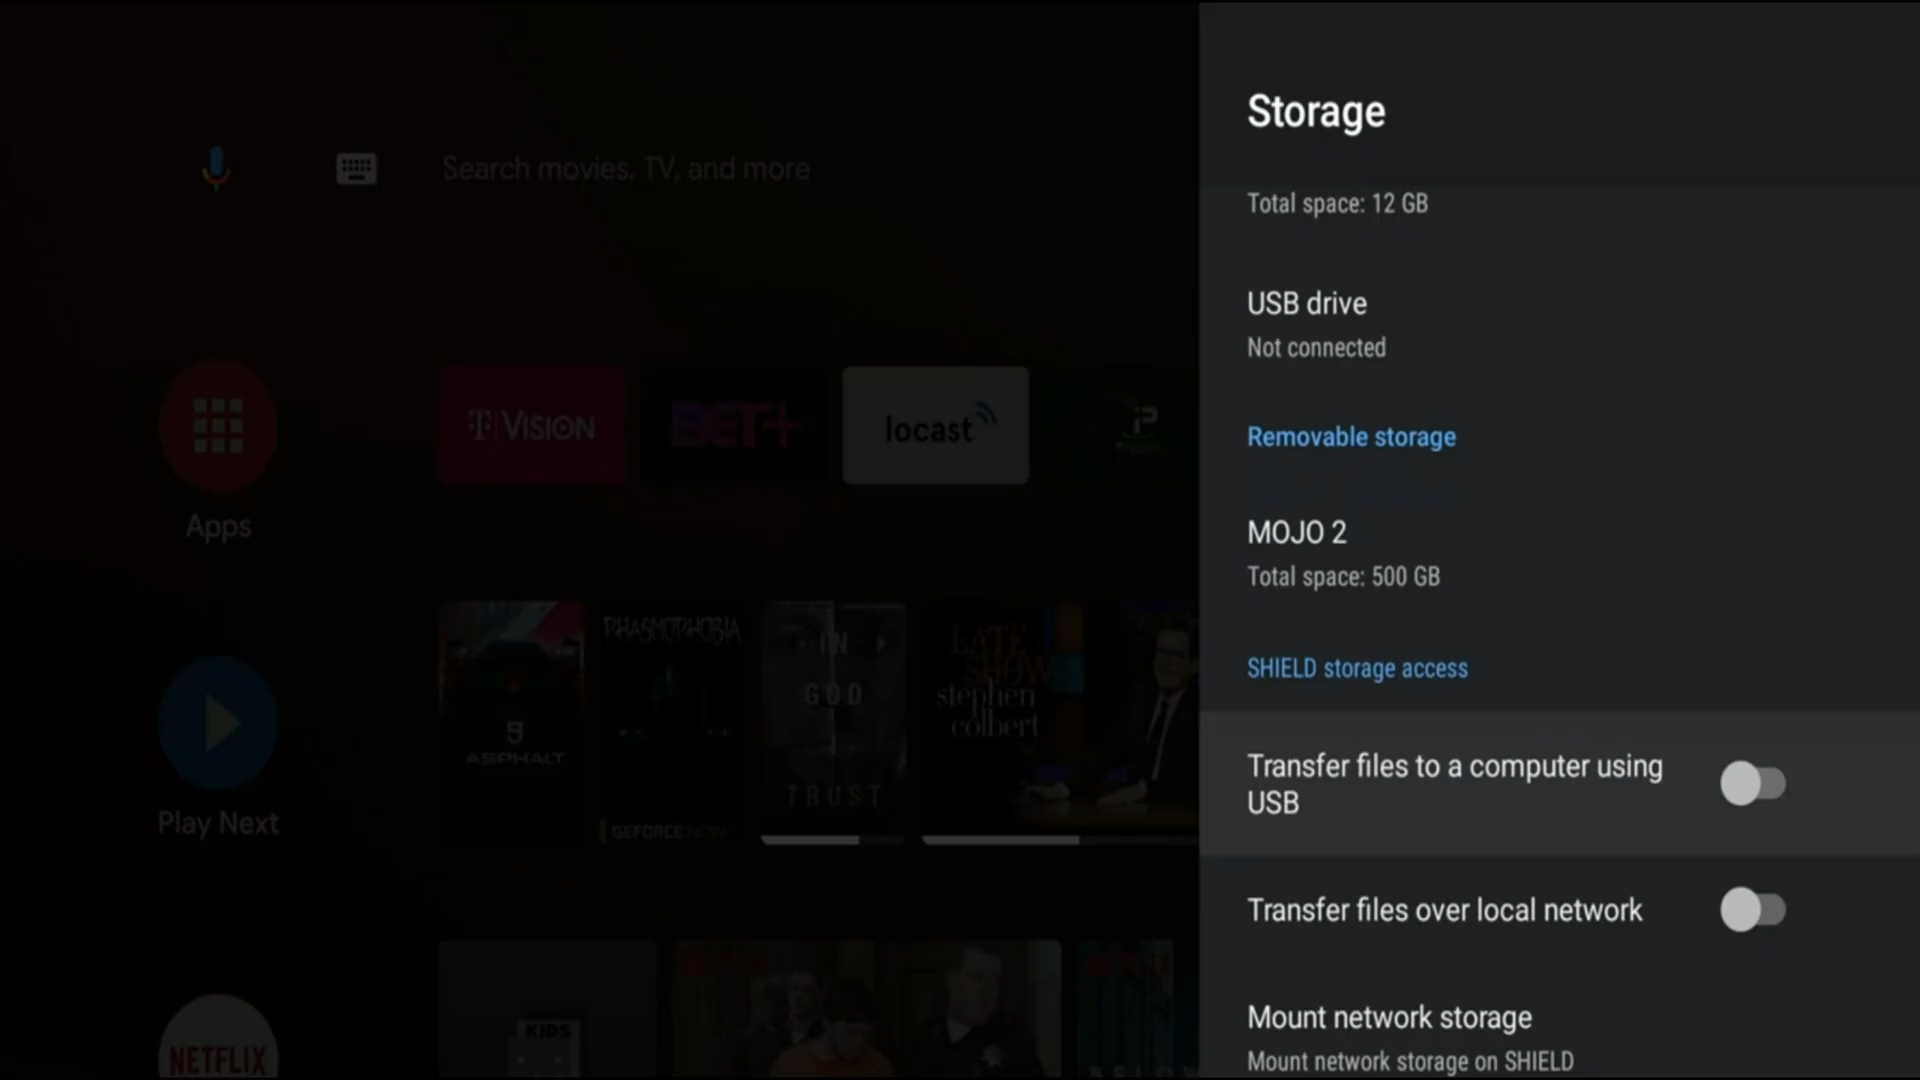 Storage
Search movies, TV, and more
Total space: 12 GB
USB drive
Not connected
T VISION
BET+
locast
Removable storage
Apps
MOJO 2
Total space: 500 GB
PHASMOPHOBIA
IN
GOD
TRUST
LATE
SHOW
stephen
colbert
SHIELD storage access
9
ASPHALT
GEFORCE NOW
Transfer files to a computer using
USB
Play Next
Transfer files over local network
Mount network storage
Mount network storage on SHIELD
KIDS
NETFLIX